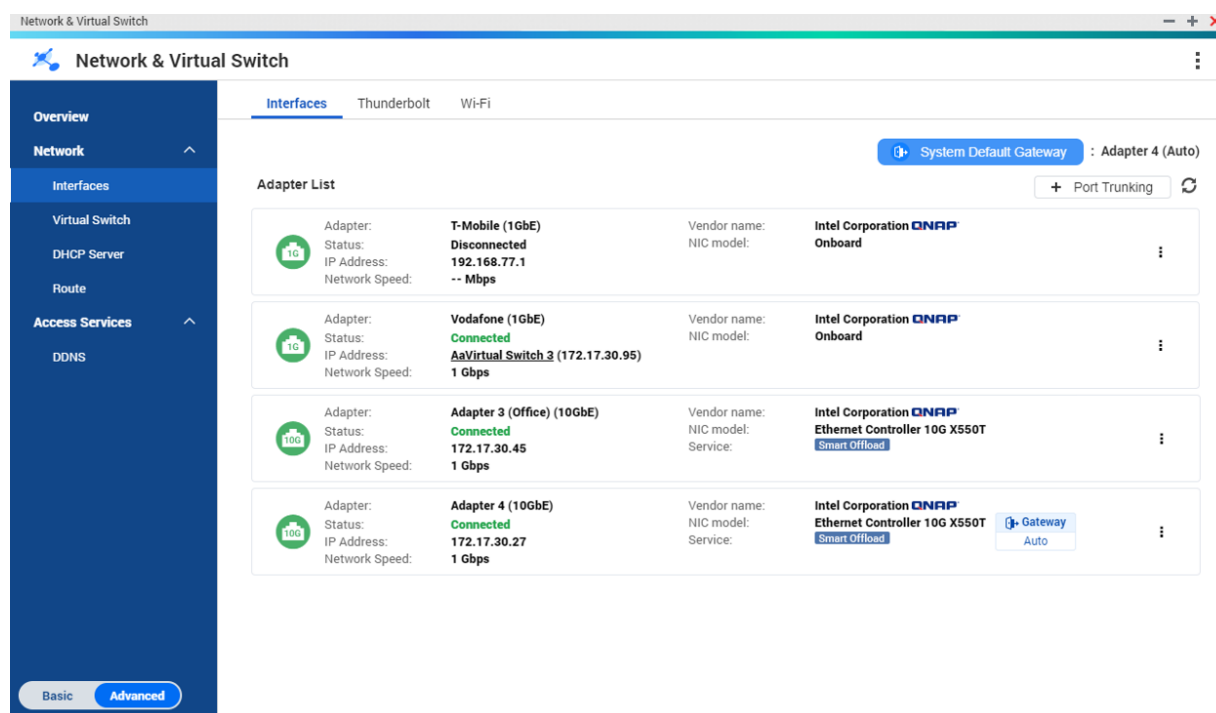 Network & Virtual Switch
Network & Virtual Switch
Overview
Network
Interfaces
Virtual Switch
DHCP Server
Route
Access Services
DDNS
Basic Advanced
Interfaces Thunderbolt Wi-Fi
System Default Gateway : Adapter 4 (Auto)
Adapter List
+ Port Trunking
1G
Adapter: T-Mobile (1GbE) Vendor name: Intel Corporation QNAP
Status: Disconnected NIC model: Onboard
IP Address: 192.168.77.1
Network Speed: -- Mbps
1G
Adapter: Vodafone (1GbE) Vendor name: Intel Corporation QNAP
Status: Connected NIC model: Onboard
IP Address: AaVirtual Switch 3 (172.17.30.95)
Network Speed: 1 Gbps
10G
Adapter: Adapter 3 (Office) (10GbE) Vendor name: Intel Corporation QNAP
Status: Connected NIC model: Ethernet Controller 10G X550T
IP Address: 172.17.30.45 Service: Smart Offload
Network Speed: 1 Gbps
10G
Adapter: Adapter 4 (10GbE) Vendor name: Intel Corporation QNAP
Status: Connected NIC model: Ethernet Controller 10G X550T Gateway
IP Address: 172.17.30.27 Service: Smart Offload Auto
Network Speed: 1 Gbps